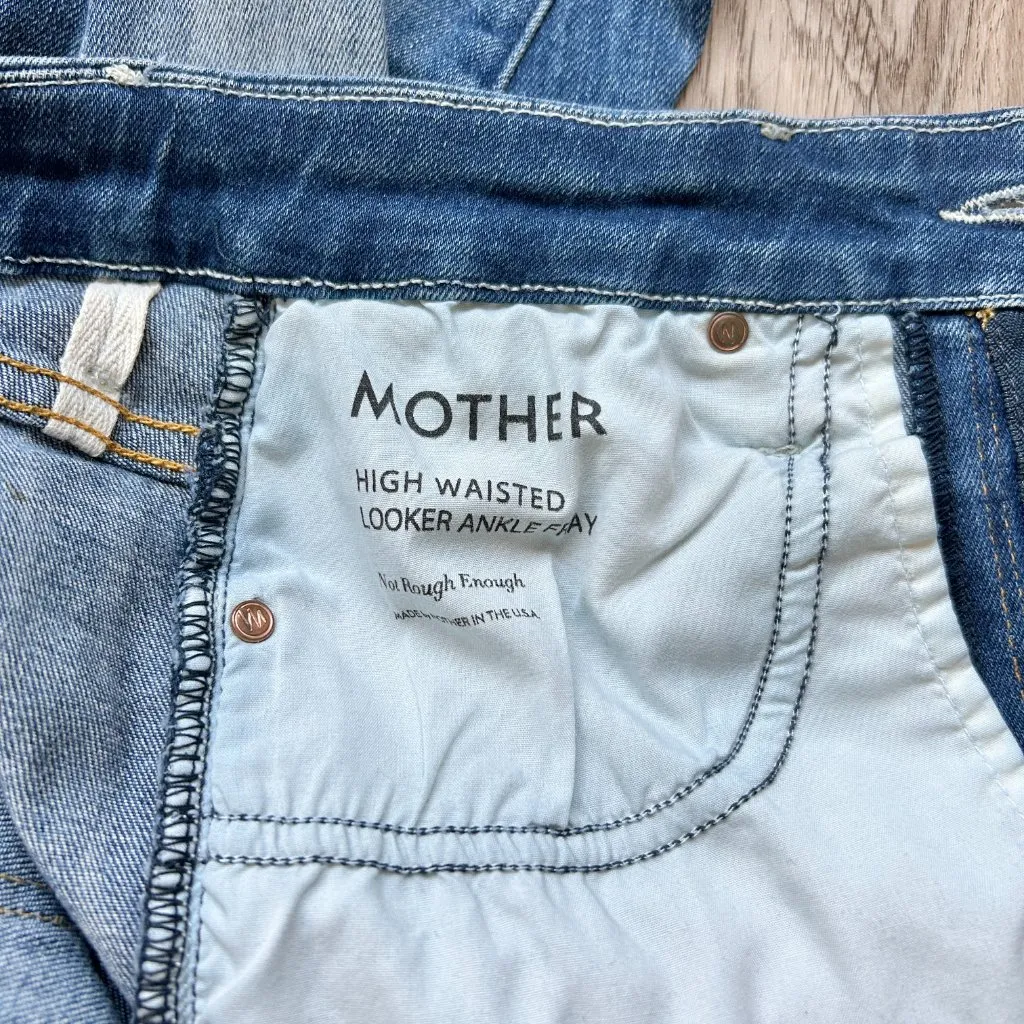 MOTHER
HIGH WAISTED
LOOKER ANKLE FRAY
Not Rough Enough
MADE BY MOTHER IN THE U.S.A.